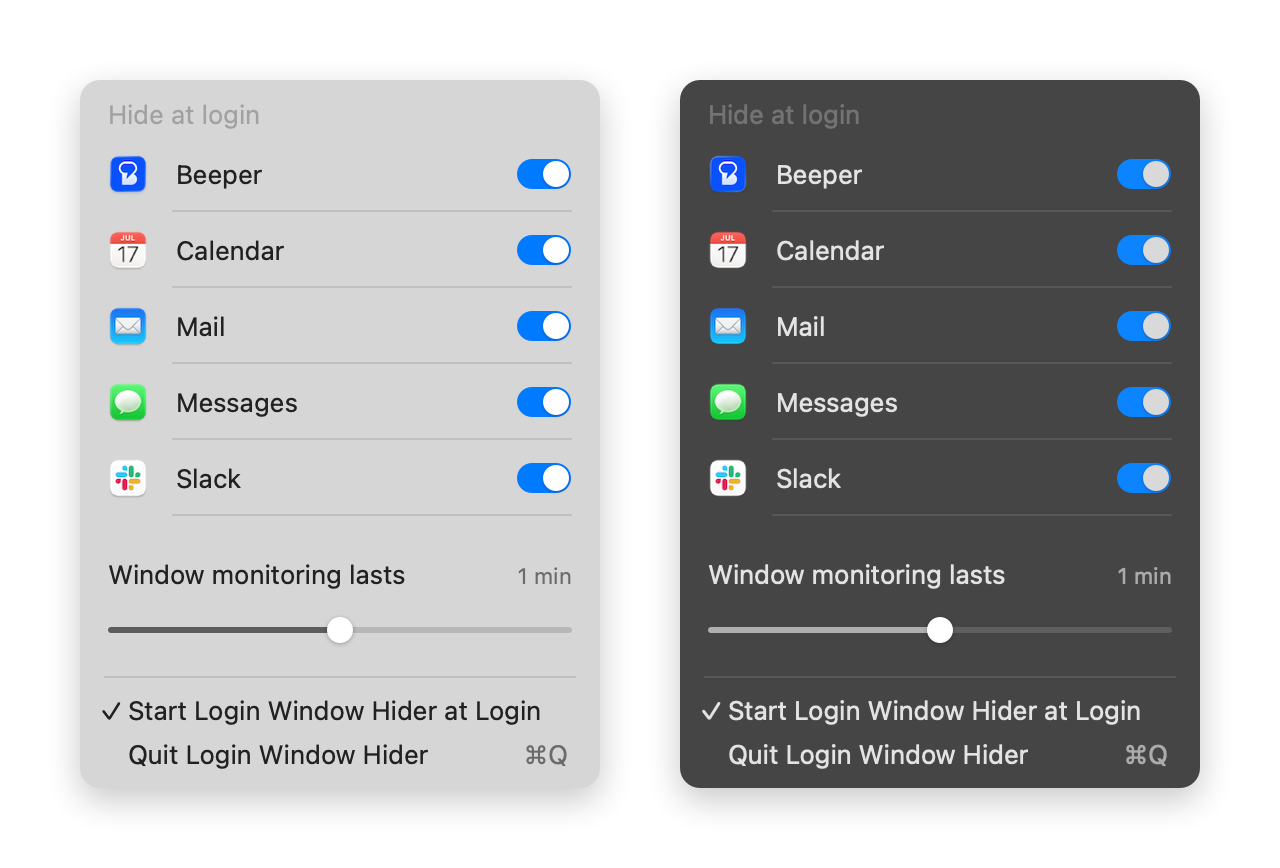 Hide at login
Beeper
JUL
17
Calendar
Mail
Messages
Slack
Window monitoring lasts 1 min
✓ Start Login Window Hider at Login
Quit Login Window Hider ⌘Q
Hide at login
Beeper
JUL
17
Calendar
Mail
Messages
Slack
Window monitoring lasts 1 min
✓ Start Login Window Hider at Login
Quit Login Window Hider ⌘Q